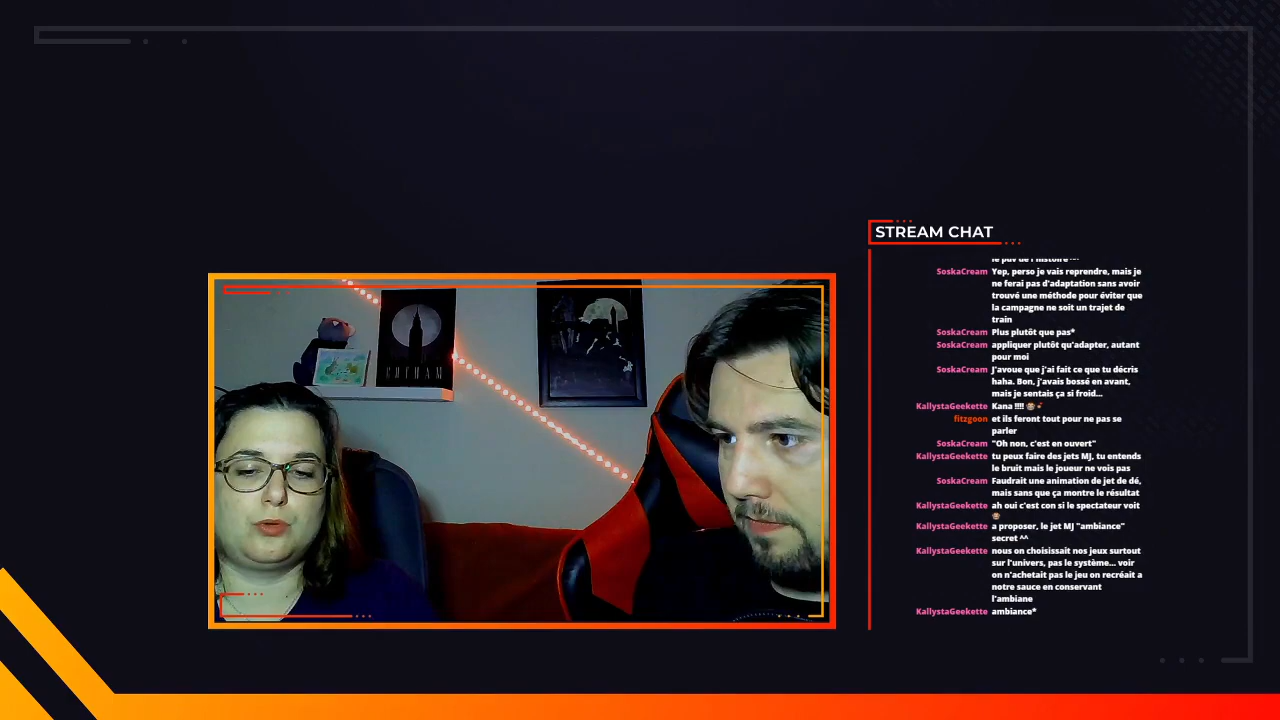 STREAM CHAT
le pdv de l'histoire ^^
SoskaCream Yep, perso je vais reprendre, mais je
ne ferai pas d'adaptation sans avoir
trouvé une méthode pour éviter que
la campagne ne soit un trajet de
train
SoskaCream Plus plutôt que pas*
SoskaCream appliquer plutôt qu'adapter, autant
pour moi
SoskaCream J'avoue que j'ai fait ce que tu décris
haha. Bon, j'avais bossé en avant,
mais je sentais ça si froid...
KallystaGeekette Kana !!!!
fitzgoon et ils feront tout pour ne pas se
parler
SoskaCream "Oh non, c'est en ouvert"
KallystaGeekette tu peux faire des jets MJ, tu entends
le bruit mais le joueur ne vois pas
SoskaCream Faudrait une animation de jet de dé,
mais sans que ça montre le résultat
KallystaGeekette ah oui c'est con si le spectateur voit
KallystaGeekette a proposer, le jet MJ "ambiance"
secret ^^
KallystaGeekette nous on choisissait nos jeux surtout
sur l'univers, pas le système... voir
on n'achetait pas le jeu on recréait a
notre sauce en conservant
l'ambiane
KallystaGeekette ambiance*